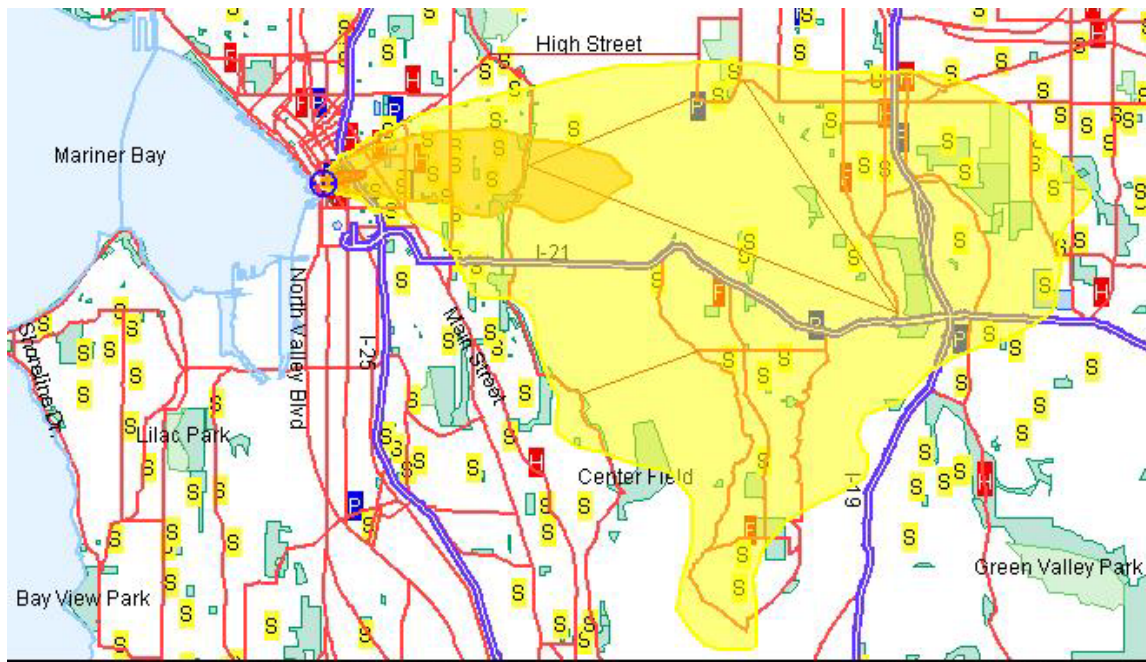 High Street
Mariner Bay
I-21
North Valley Blvd
I-25
Main Street
Shoreline Dr.
Lilac Park
Center Field
I-19
Green Valley Park
Bay View Park